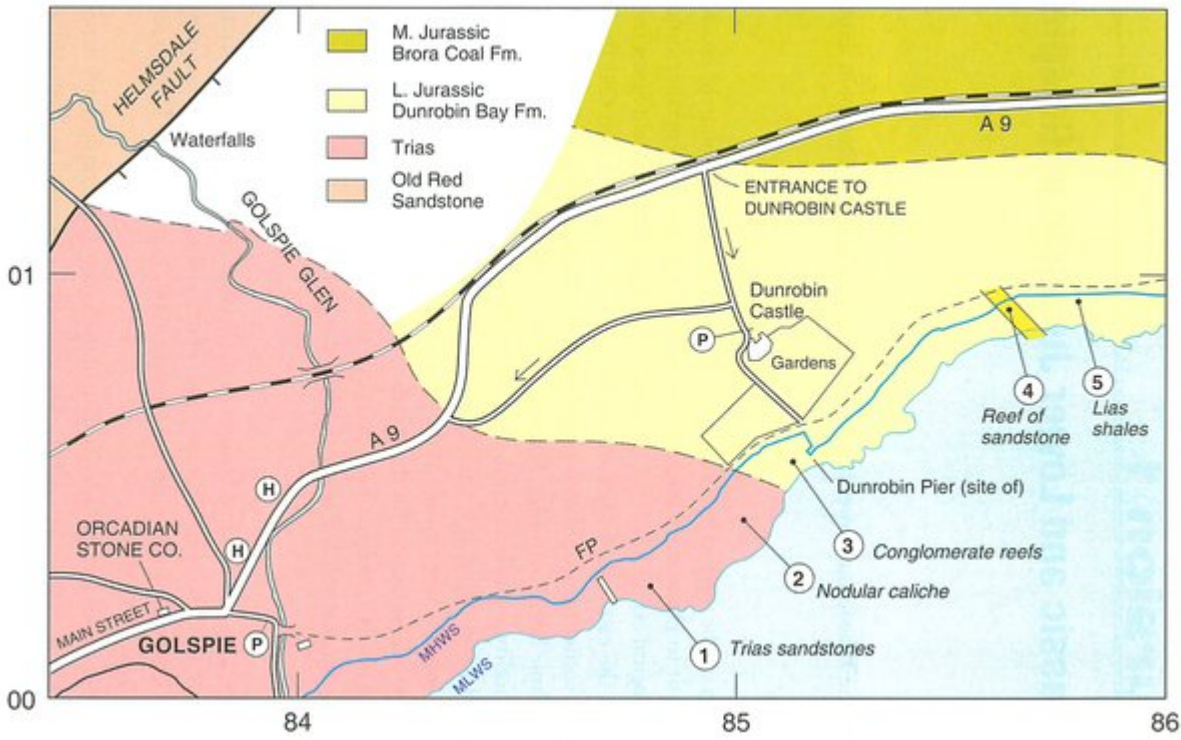 M. Jurassic
Brora Coal Fm.
L. Jurassic
Dunrobin Bay Fm.
Trias
Old Red
Sandstone
HELMSDALE
FAULT
Waterfalls
GOLSPIE GLEN
A 9
ENTRANCE TO
DUNROBIN CASTLE
01
Dunrobin
Castle
P
Gardens
4
Reef of
sandstone
5
Lias
shales
A 9
H
Dunrobin Pier (site of)
ORCADIAN
STONE CO.
H
FP
3
Conglomerate reefs
2
Nodular caliche
MAIN STREET
GOLSPIE
P
MHWS
MLWS
1
Trias sandstones
00
84
85
86